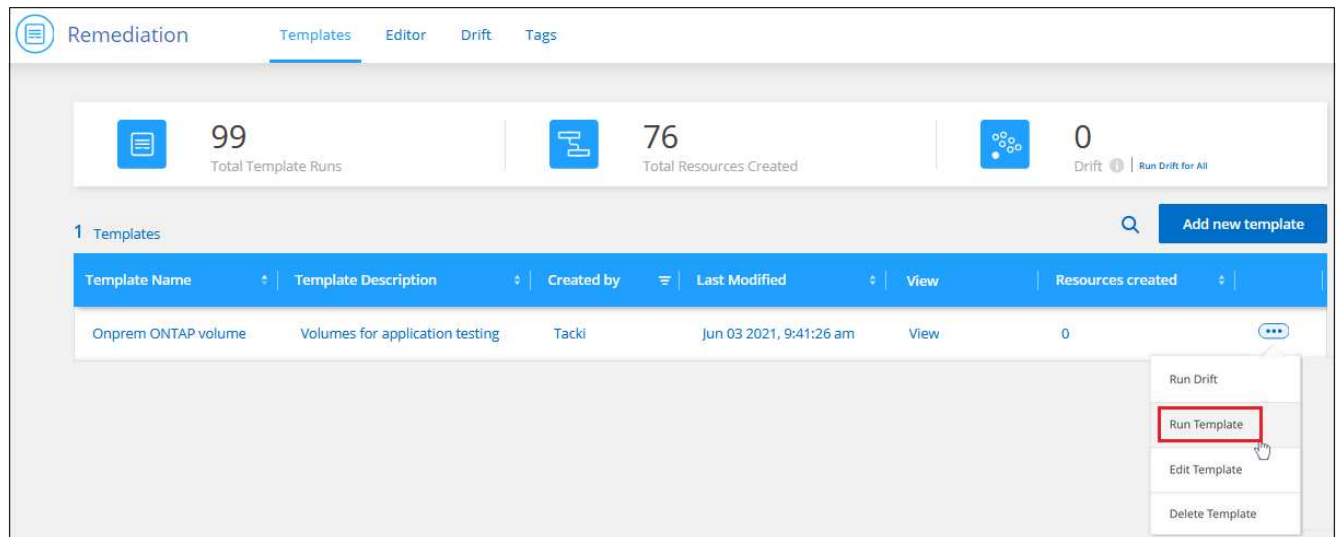 Remediation Templates Editor Drift Tags
99 76 0
Total Template Runs Total Resources Created Drift Run Drift for All
1 Templates Add new template
Template Name Template Description Created by Last Modified View Resources created
Onprem ONTAP volume Volumes for application testing Tacki Jun 03 2021, 9:41:26 am View 0
Run Drift
Run Template
Edit Template
Delete Template